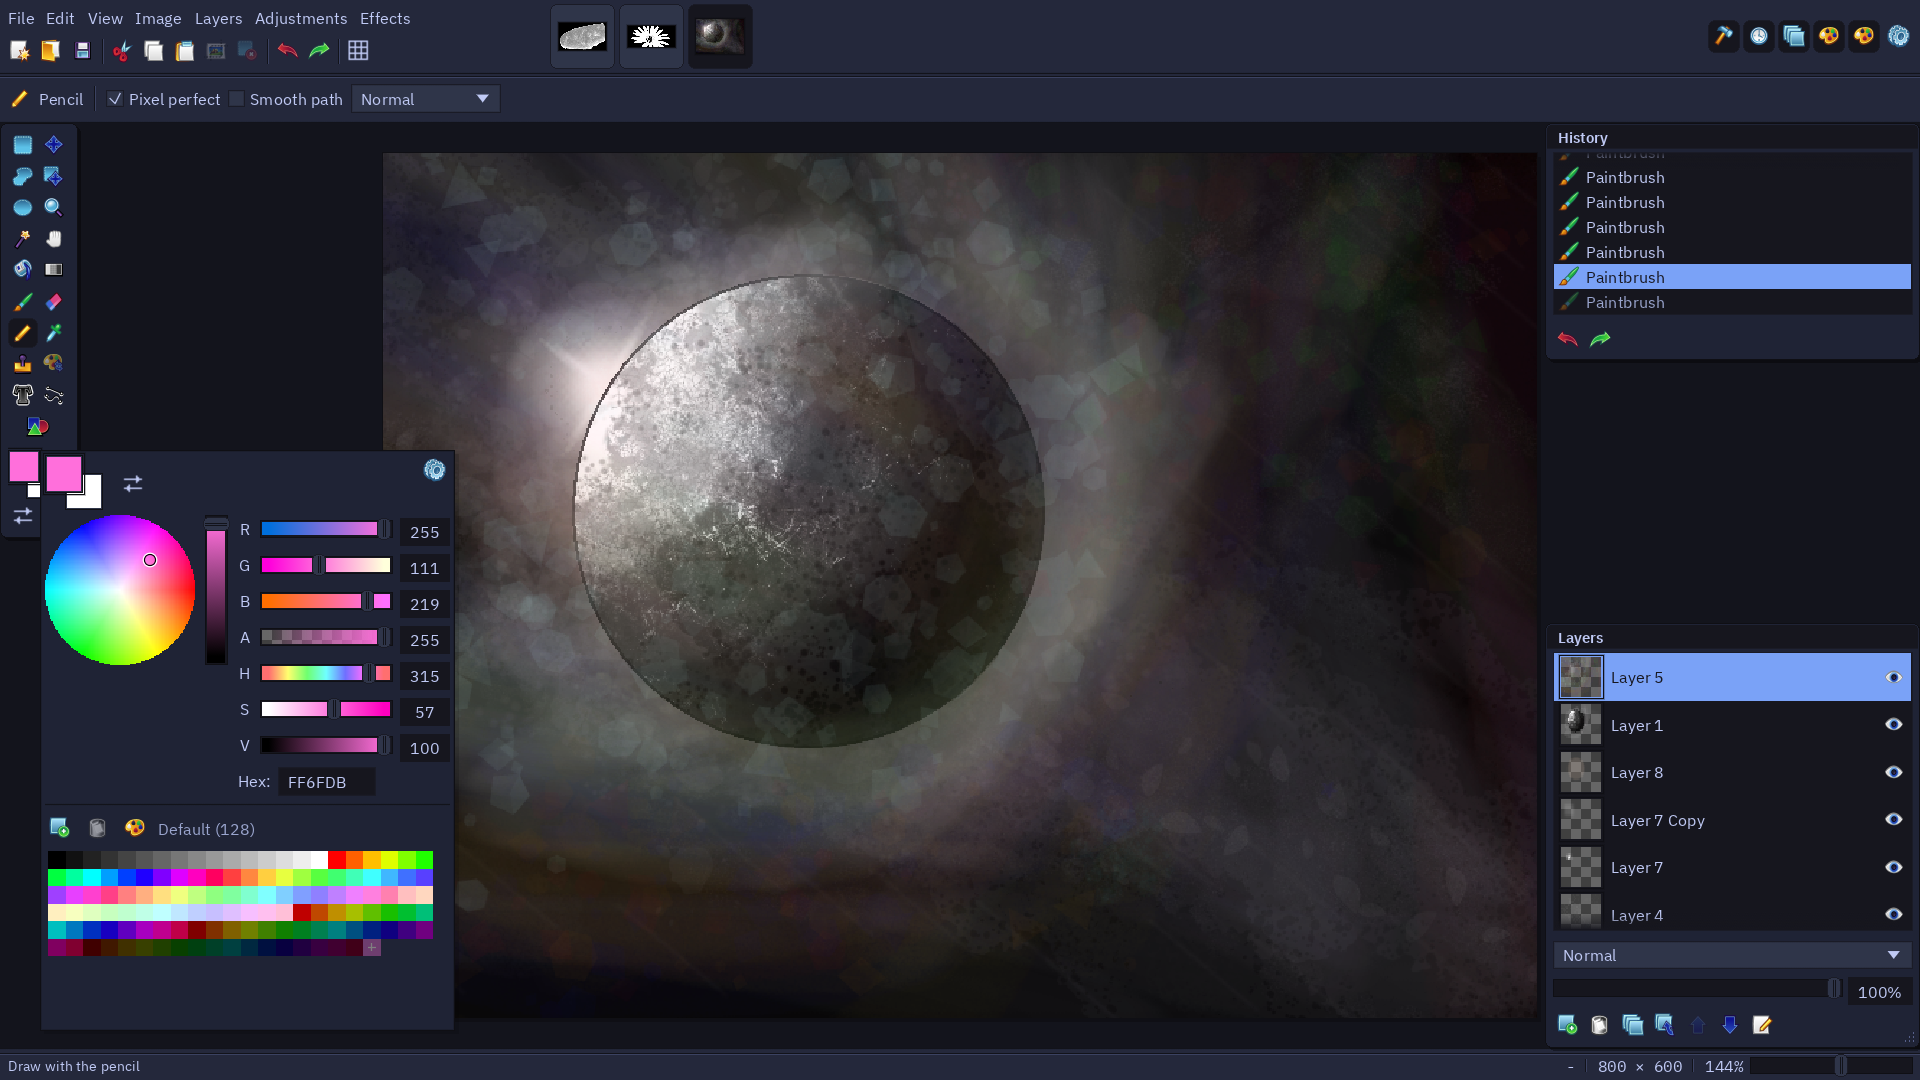 File Edit View Image Layers Adjustments Effects
Pencil Pixel perfect Smooth path Normal
History
Paintbrush
Paintbrush
Paintbrush
Paintbrush
Paintbrush
Paintbrush
Paintbrush
R 255
G 111
B 219
A 255
H 315
S 57
V 100
Hex: FF6FDB
Default (128)
Layers
Layer 5
Layer 1
Layer 8
Layer 7 Copy
Layer 7
Layer 4
Normal
100%
Draw with the pencil
- 800 × 600 144%